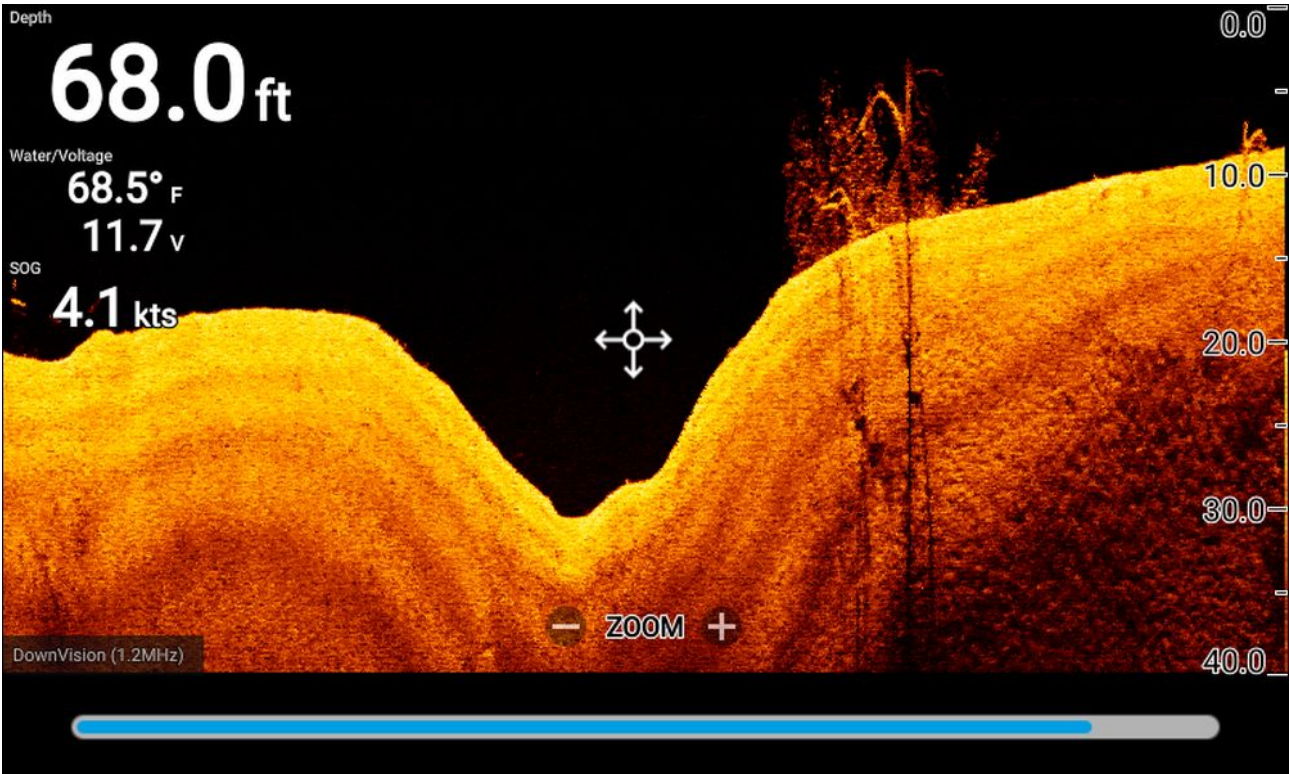 Depth
68.0 ft
Water/Voltage
68.5° F
11.7 V
SOG
4.1 kts
0.0
10.0
20.0
30.0
40.0
− ZOOM +
DownVision (1.2MHz)